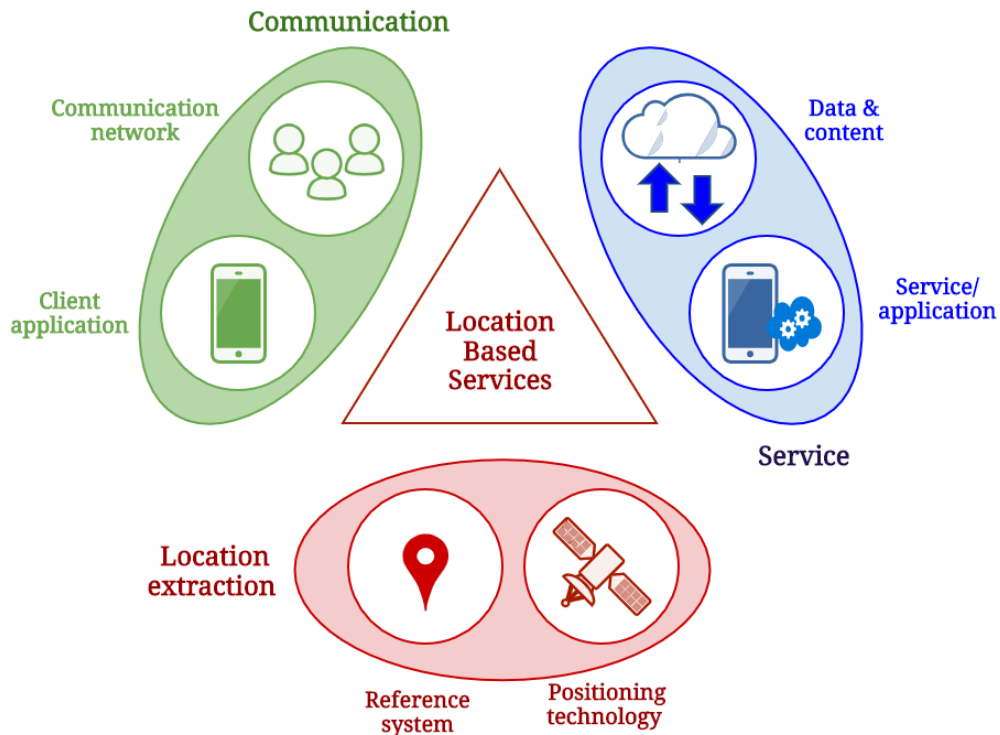 Communication
Communication
network
Client
application
Data &
content
Service/
application
Location
Based
Services
Service
Location
extraction
Reference
system
Positioning
technology